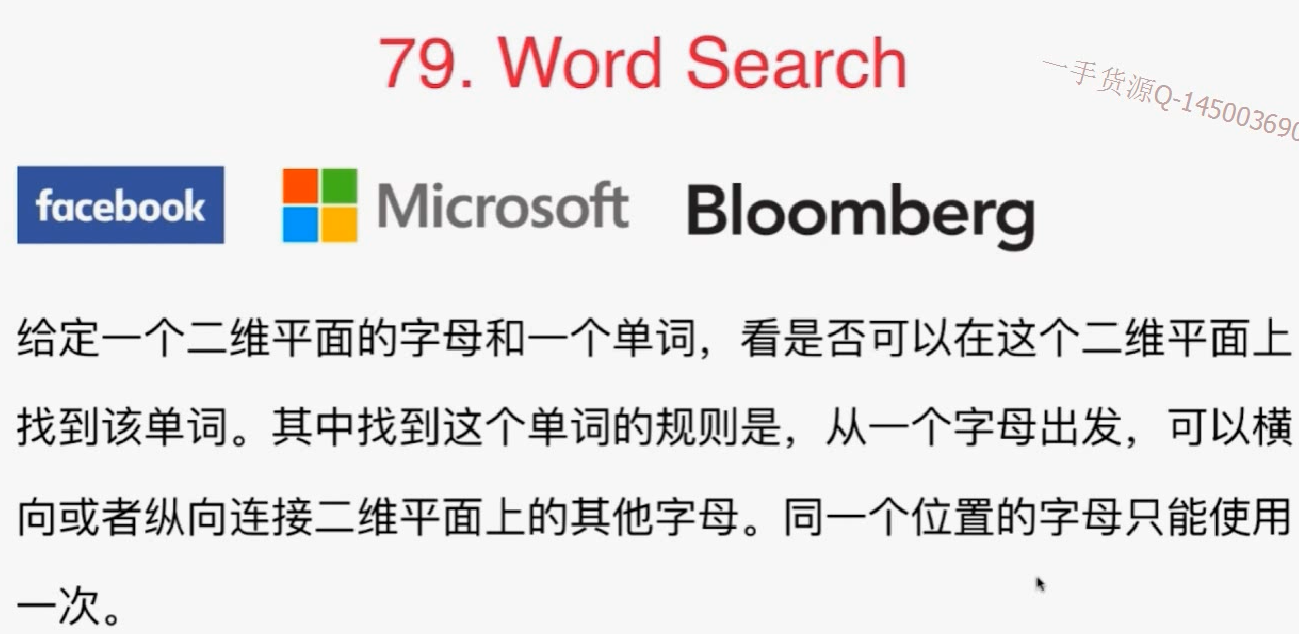 79. Word Search
一手货源Q-145003690
facebook Microsoft Bloomberg
给定一个二维平面的字母和一个单词，看是否可以在这个二维平面上
找到该单词。其中找到这个单词的规则是，从一个字母出发，可以横
向或者纵向连接二维平面上的其他字母。同一个位置的字母只能使用
一次。